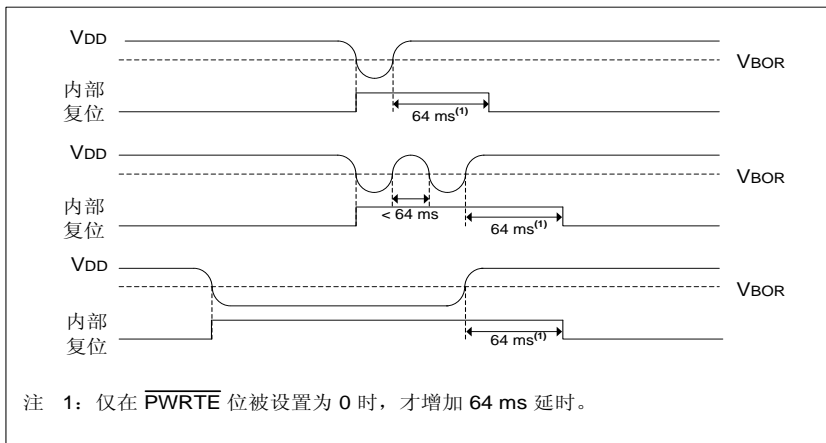 VDD
VBOR
内部
复位
64 ms(1)
VDD
VBOR
内部
复位
< 64 ms
64 ms(1)
VDD
VBOR
内部
复位
64 ms(1)
注 1：仅在 PWRTE 位被设置为 0 时，才增加 64 ms 延时。